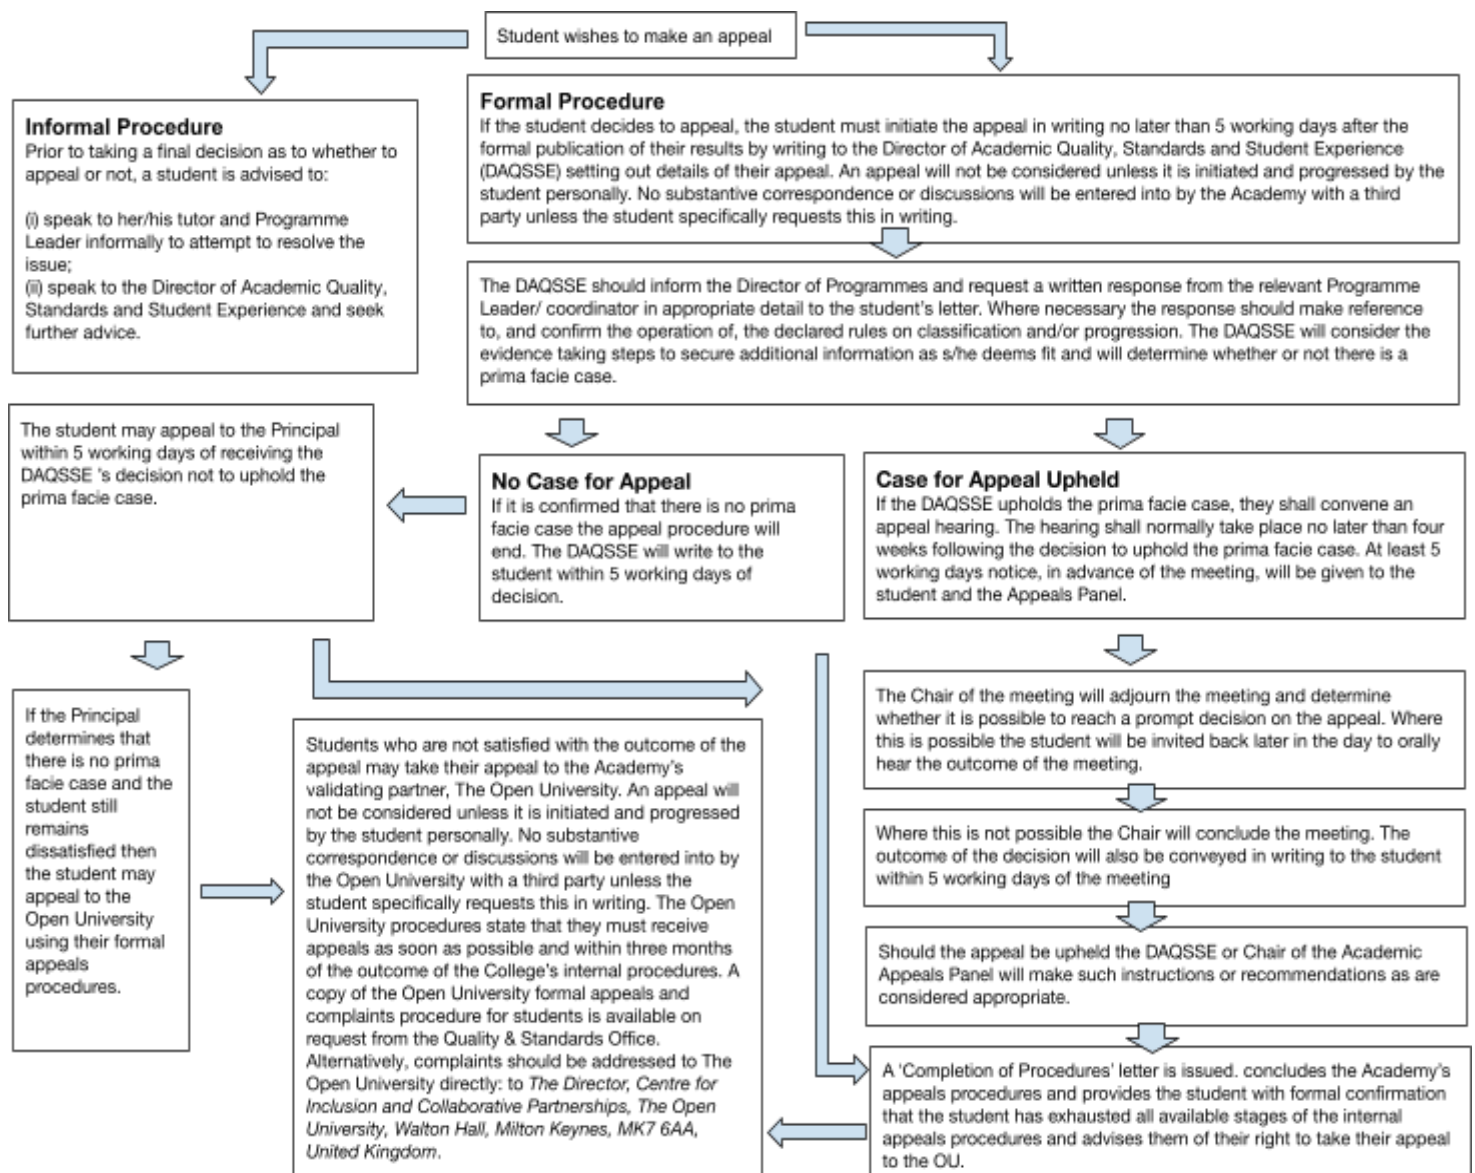 Student wishes to make an appeal
Informal Procedure
Prior to taking a final decision as to whether to
appeal or not, a student is advised to:
(i) speak to her/his tutor and Programme
Leader informally to attempt to resolve the
issue;
(ii) speak to the Director of Academic Quality,
Standards and Student Experience and seek
further advice.
Formal Procedure
If the student decides to appeal, the student must initiate the appeal in writing no later than 5 working days after the
formal publication of their results by writing to the Director of Academic Quality, Standards and Student Experience
(DAQSSE) setting out details of their appeal. An appeal will not be considered unless it is initiated and progressed by the
student personally. No substantive correspondence or discussions will be entered into by the Academy with a third
party unless the student specifically requests this in writing.
The DAQSSE should inform the Director of Programmes and request a written response from the relevant Programme
Leader/ coordinator in appropriate detail to the student's letter. Where necessary the response should make reference
to, and confirm the operation of, the declared rules on classification and/or progression. The DAQSSE will consider the
evidence taking steps to secure additional information as s/he deems fit and will determine whether or not there is a
prima facie case.
The student may appeal to the Principal
within 5 working days of receiving the
DAQSSE 's decision not to uphold the
prima facie case.
No Case for Appeal
If it is confirmed that there is no prima
facie case the appeal procedure will
end. The DAQSSE will write to the
student within 5 working days of
decision.
Case for Appeal Upheld
If the DAQSSE upholds the prima facie case, they shall convene an
appeal hearing. The hearing shall normally take place no later than four
weeks following the decision to uphold the prima facie case. At least 5
working days notice, in advance of the meeting, will be given to the
student and the Appeals Panel.
If the Principal
determines that
there is no prima
facie case and the
student still
remains
dissatisfied then
the student may
appeal to the
Open University
using their formal
appeals
procedures.
Students who are not satisfied with the outcome of the
appeal may take their appeal to the Academy's
validating partner, The Open University. An appeal will
not be considered unless it is initiated and progressed
by the student personally. No substantive
correspondence or discussions will be entered into by
the Open University with a third party unless the
student specifically requests this in writing. The Open
University procedures state that they must receive
appeals as soon as possible and within three months
of the outcome of the College's internal procedures. A
copy of the Open University formal appeals and
complaints procedure for students is available on
request from the Quality & Standards Office.
Alternatively, complaints should be addressed to The
Open University directly: to The Director, Centre for
Inclusion and Collaborative Partnerships, The Open
University, Walton Hall, Milton Keynes, MK7 6AA,
United Kingdom.
The Chair of the meeting will adjourn the meeting and determine
whether it is possible to reach a prompt decision on the appeal. Where
this is possible the student will be invited back later in the day to orally
hear the outcome of the meeting.
Where this is not possible the Chair will conclude the meeting. The
outcome of the decision will also be conveyed in writing to the student
within 5 working days of the meeting
Should the appeal be upheld the DAQSSE or Chair of the Academic
Appeals Panel will make such instructions or recommendations as are
considered appropriate.
A 'Completion of Procedures' letter is issued. concludes the Academy's
appeals procedures and provides the student with formal confirmation
that the student has exhausted all available stages of the internal
appeals procedures and advises them of their right to take their appeal
to the OU.